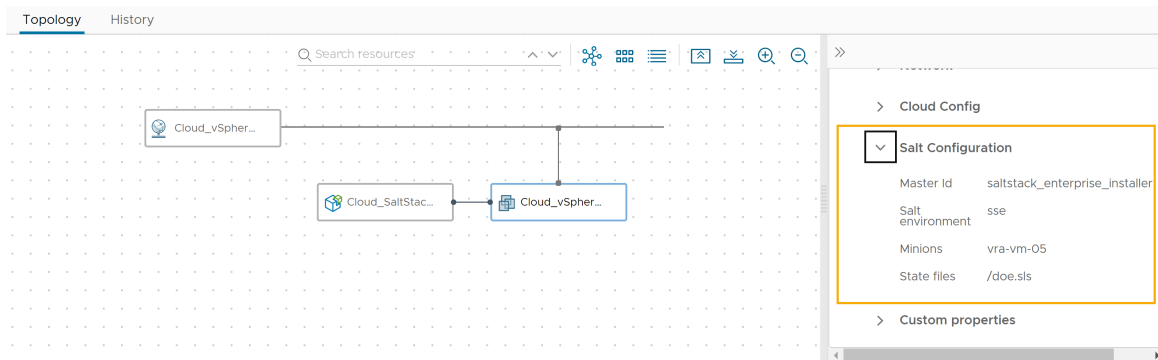 Topology History
Search resources
Cloud_vSpher...
Cloud_SaltStac...
Cloud_vSpher...
Network
Cloud Config
Salt Configuration
Master Id saltstack_enterprise_installer
Salt
environment sse
Minions vra-vm-05
State files /doe.sls
Custom properties